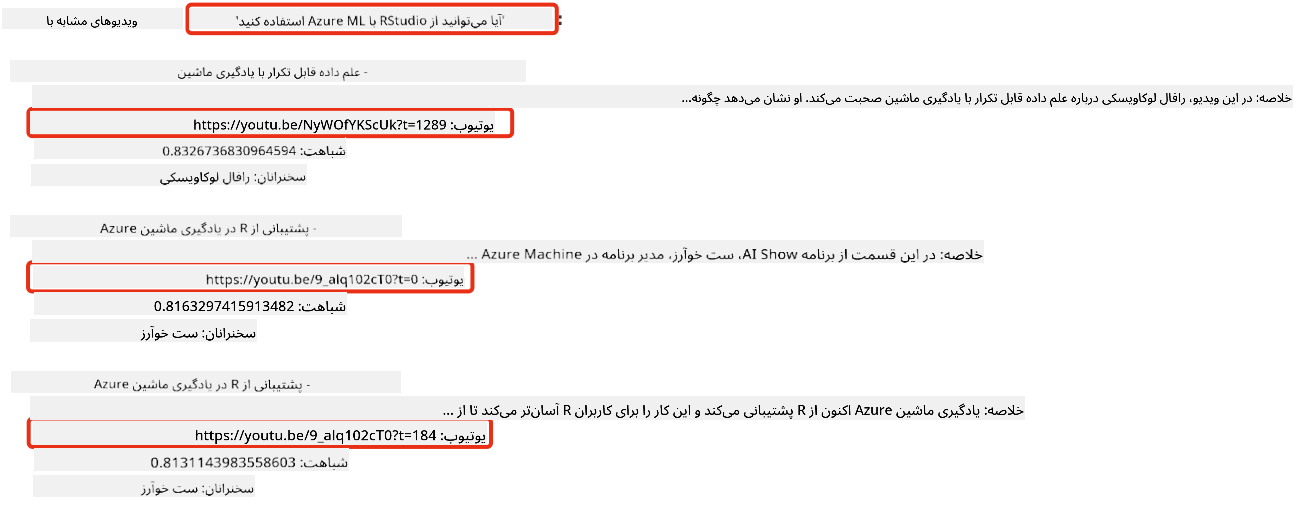 ویدیوهای مشابه با 'آیا می‌توانید از RStudio با Azure ML استفاده کنید':
- علم داده قابل تکرار با یادگیری ماشین
خلاصه: در این ویدیو، رافال لوکاویسکی درباره علم داده قابل تکرار با یادگیری ماشین صحبت می‌کند. او نشان می‌دهد چگونه...
یوتیوب: https://youtu.be/NyWOfYKScUk?t=1289
شباهت: 0.8326736830964594
سخنرانان: رافال لوکاویسکی
- پشتیبانی از R در یادگیری ماشین Azure
خلاصه: در این قسمت از برنامه AI Show، ست خوآرز، مدیر برنامه در Azure Machine ...
یوتیوب: https://youtu.be/9_alq102cT0?t=0
شباهت: 0.8163297415913482
سخنرانان: ست خوآرز
- پشتیبانی از R در یادگیری ماشین Azure
خلاصه: یادگیری ماشین Azure اکنون از R پشتیبانی می‌کند و این کار را برای کاربران R آسان‌تر می‌کند تا از ...
یوتیوب: https://youtu.be/9_alq102cT0?t=184
شباهت: 0.8131143983558603
سخنرانان: ست خوآرز